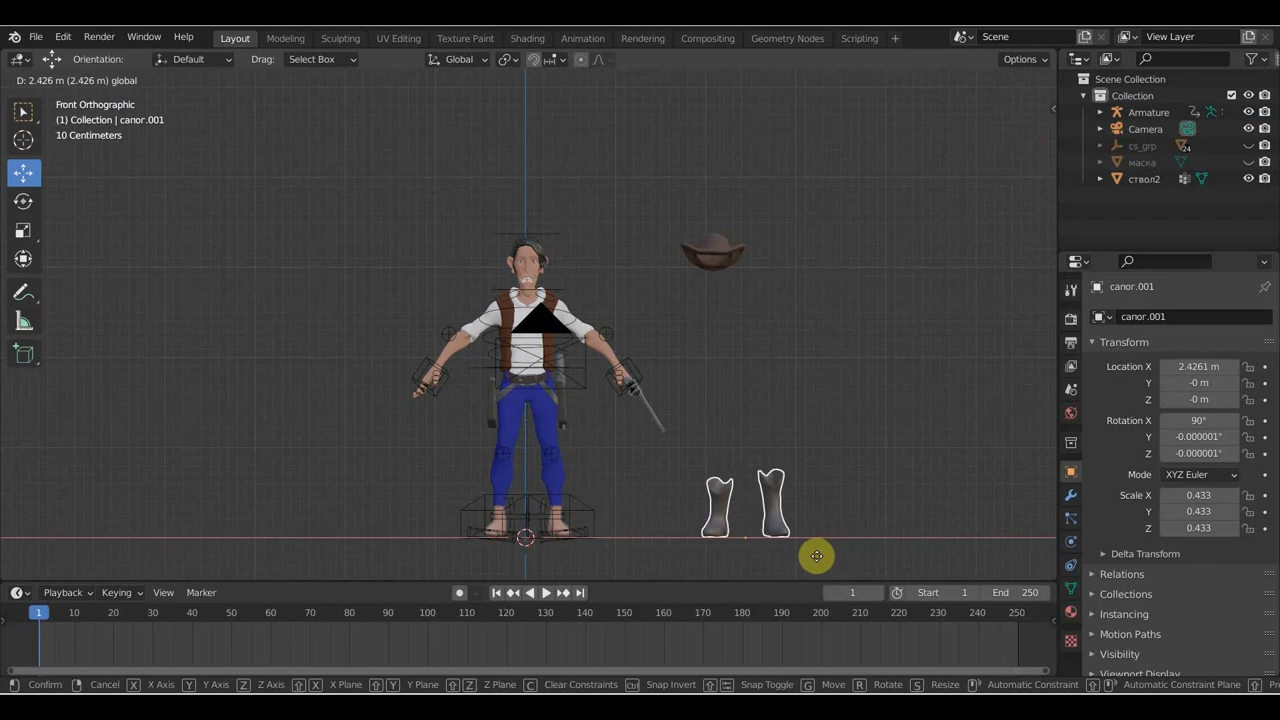 File Edit Render Window Help Layout Modeling Sculpting UV Editing Texture Paint Shading Animation Rendering Compositing Geometry Nodes Scripting + Scene View Layer
Orientation: Default Drag: Select Box Global Options
D: 2.426 m (2.426 m) global
Front Orthographic
(1) Collection | canor.001
10 Centimeters
Scene Collection
Collection
Armature
Camera
cs_grp 24
маска
ствол2
canor.001
canor.001
Transform
Location X 2.4261 m
Y -0 m
Z -0 m
Rotation X 90°
Y -0.000001°
Z -0.000001°
Mode XYZ Euler
Scale X 0.433
Y 0.433
Z 0.433
Delta Transform
Relations
Collections
Instancing
Motion Paths
Visibility
Playback Keying View Marker 1 Start 1 End 250
1 10 20 30 40 50 60 70 80 90 100 110 120 130 140 150 160 170 180 190 200 210 220 230 240 250
Confirm Cancel X X Axis Y Y Axis Z Z Axis X X Plane Y Y Plane Z Z Plane C Clear Constraints Ctrl Snap Invert Snap Toggle G Move R Rotate S Resize Automatic Constraint Automatic Constraint Plane